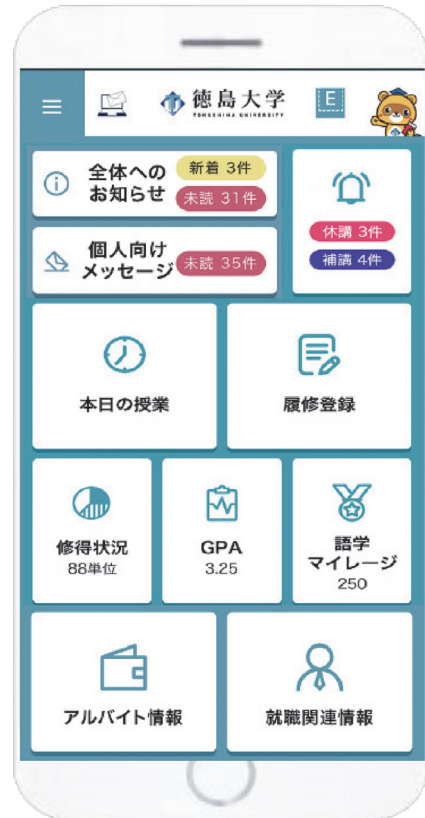 徳島大学
TOKUSHIMA UNIVERSITY
E
全体への
お知らせ
新着 3件
未読 31件
個人向け
メッセージ
未読 35件
休講 3件
補講 4件
本日の授業
履修登録
修得状況
88単位
GPA
3.25
語学
マイレージ
250
アルバイト情報
就職関連情報